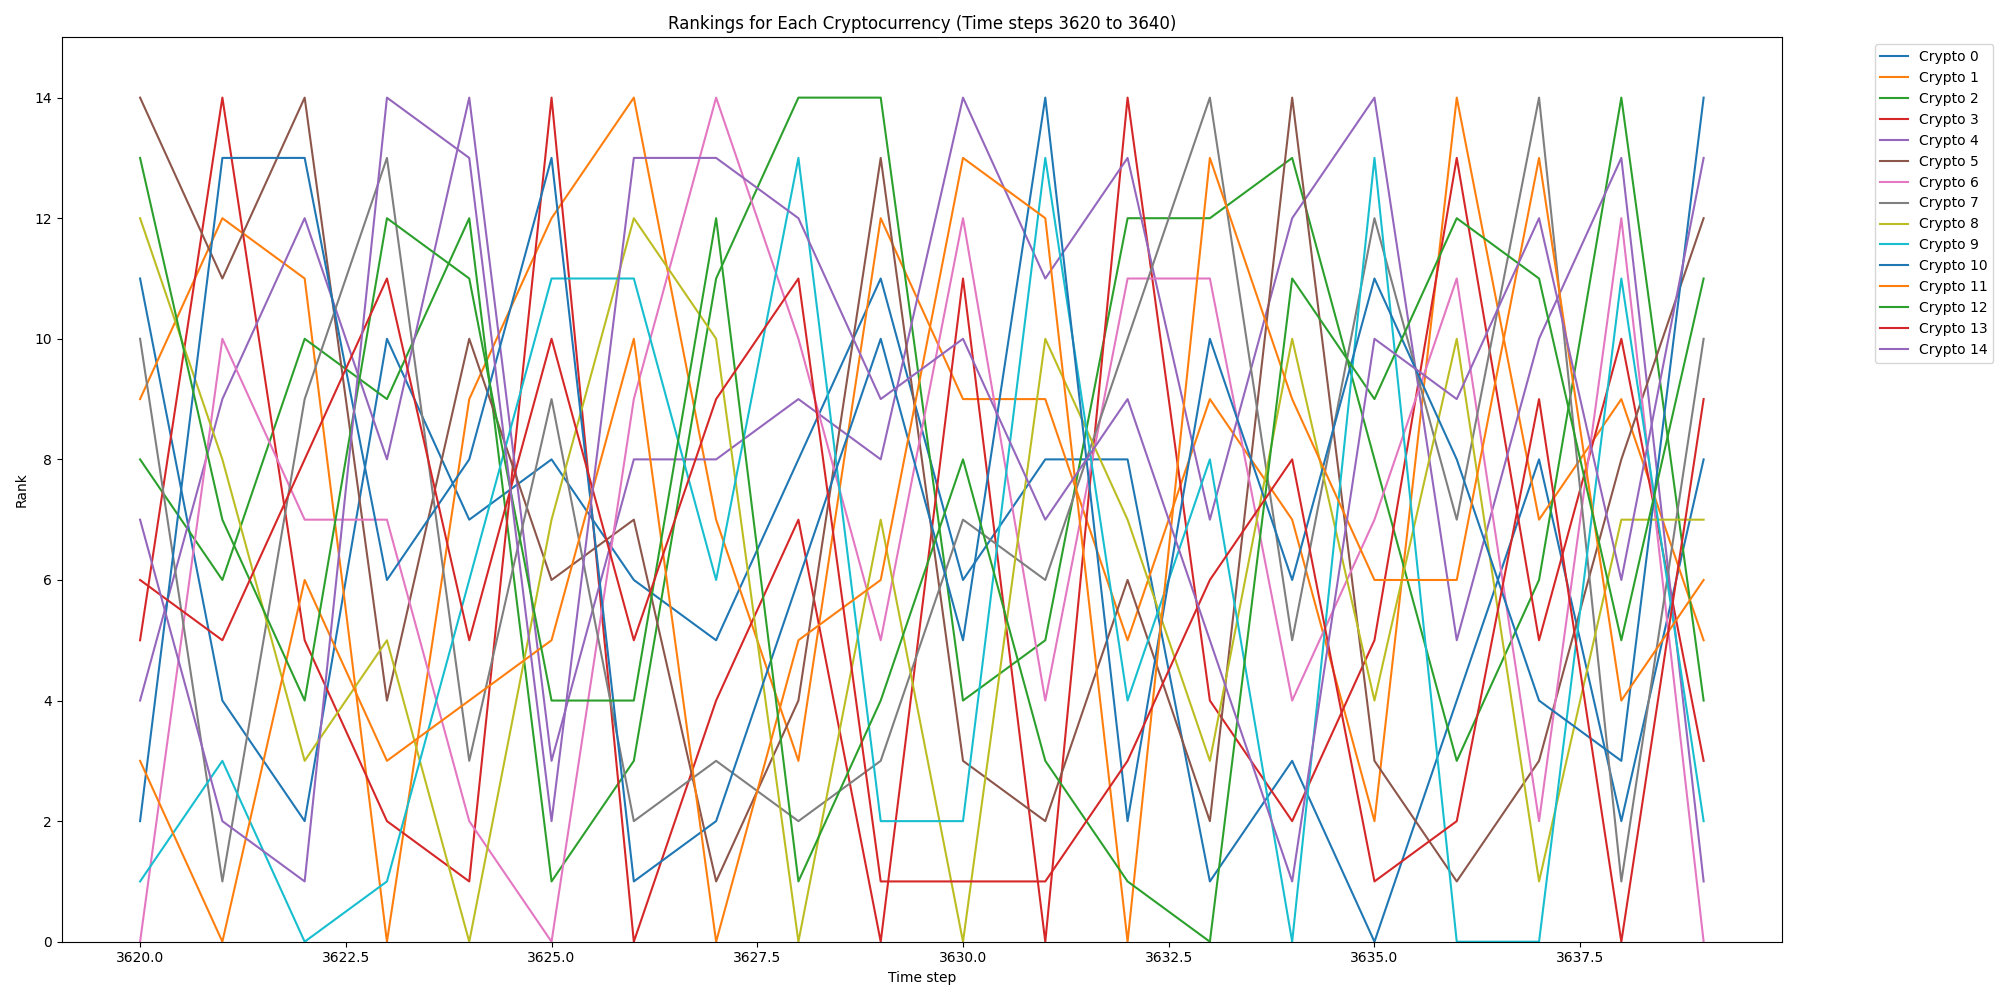 Rankings for Each Cryptocurrency (Time steps 3620 to 3640)
Rank
14
12
10
8
6
4
2
0
3620.0 3622.5 3625.0 3627.5 3630.0 3632.5 3635.0 3637.5
Time step
Crypto 0
Crypto 1
Crypto 2
Crypto 3
Crypto 4
Crypto 5
Crypto 6
Crypto 7
Crypto 8
Crypto 9
Crypto 10
Crypto 11
Crypto 12
Crypto 13
Crypto 14